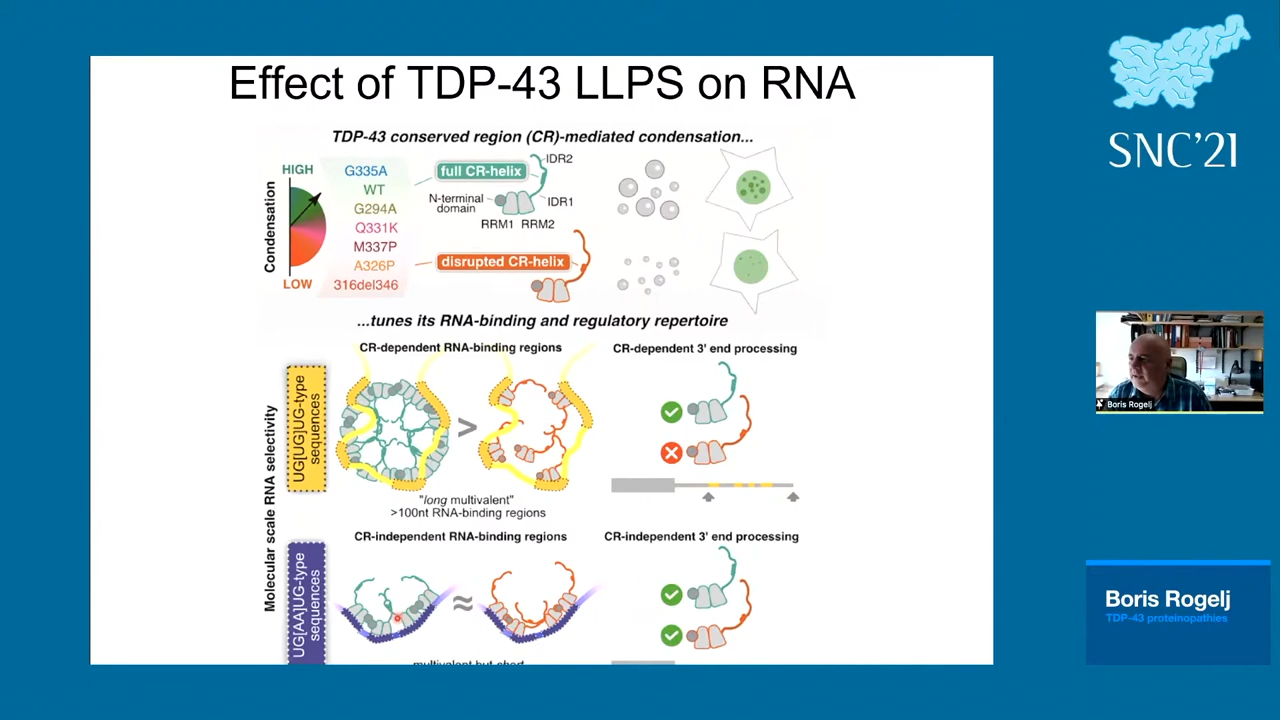 Effect of TDP-43 LLPS on RNA
TDP-43 conserved region (CR)-mediated condensation...
Condensation
HIGH
LOW
G335A
WT
G294A
Q331K
M337P
A326P
316del346
full CR-helix
IDR2
N-terminal
domain
IDR1
RRM1 RRM2
disrupted CR-helix
...tunes its RNA-binding and regulatory repertoire
Molecular scale RNA selectivity
CR-dependent RNA-binding regions
CR-dependent 3' end processing
UG[UG]UG-type
sequences
>
"long multivalent"
>100nt RNA-binding regions
CR-independent RNA-binding regions
CR-independent 3' end processing
UG[AA]UG-type
sequences
≈
multivalent but short
SNC'21
Boris Rogelj
Boris Rogelj
TDP-43 proteinopathies